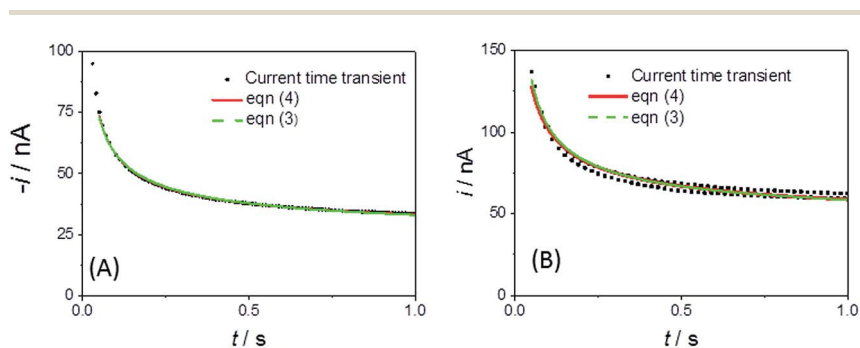 100
75
50
25
0
-i / nA
Current time transient
eqn (4)
eqn (3)
(A)
0.0 0.5 1.0
t / s
150
100
50
0
i / nA
Current time transient
eqn (4)
eqn (3)
(B)
0.0 0.5 1.0
t / s